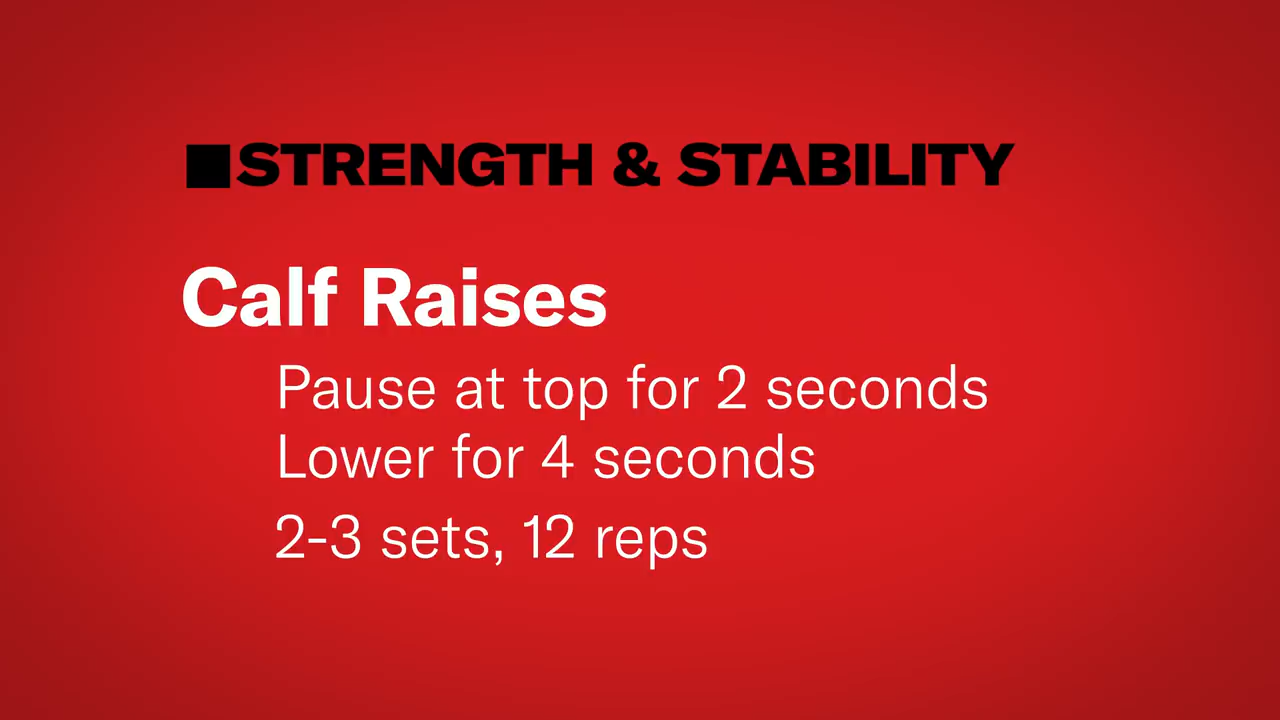 STRENGTH & STABILITY
Calf Raises
Pause at top for 2 seconds
Lower for 4 seconds
2-3 sets, 12 reps